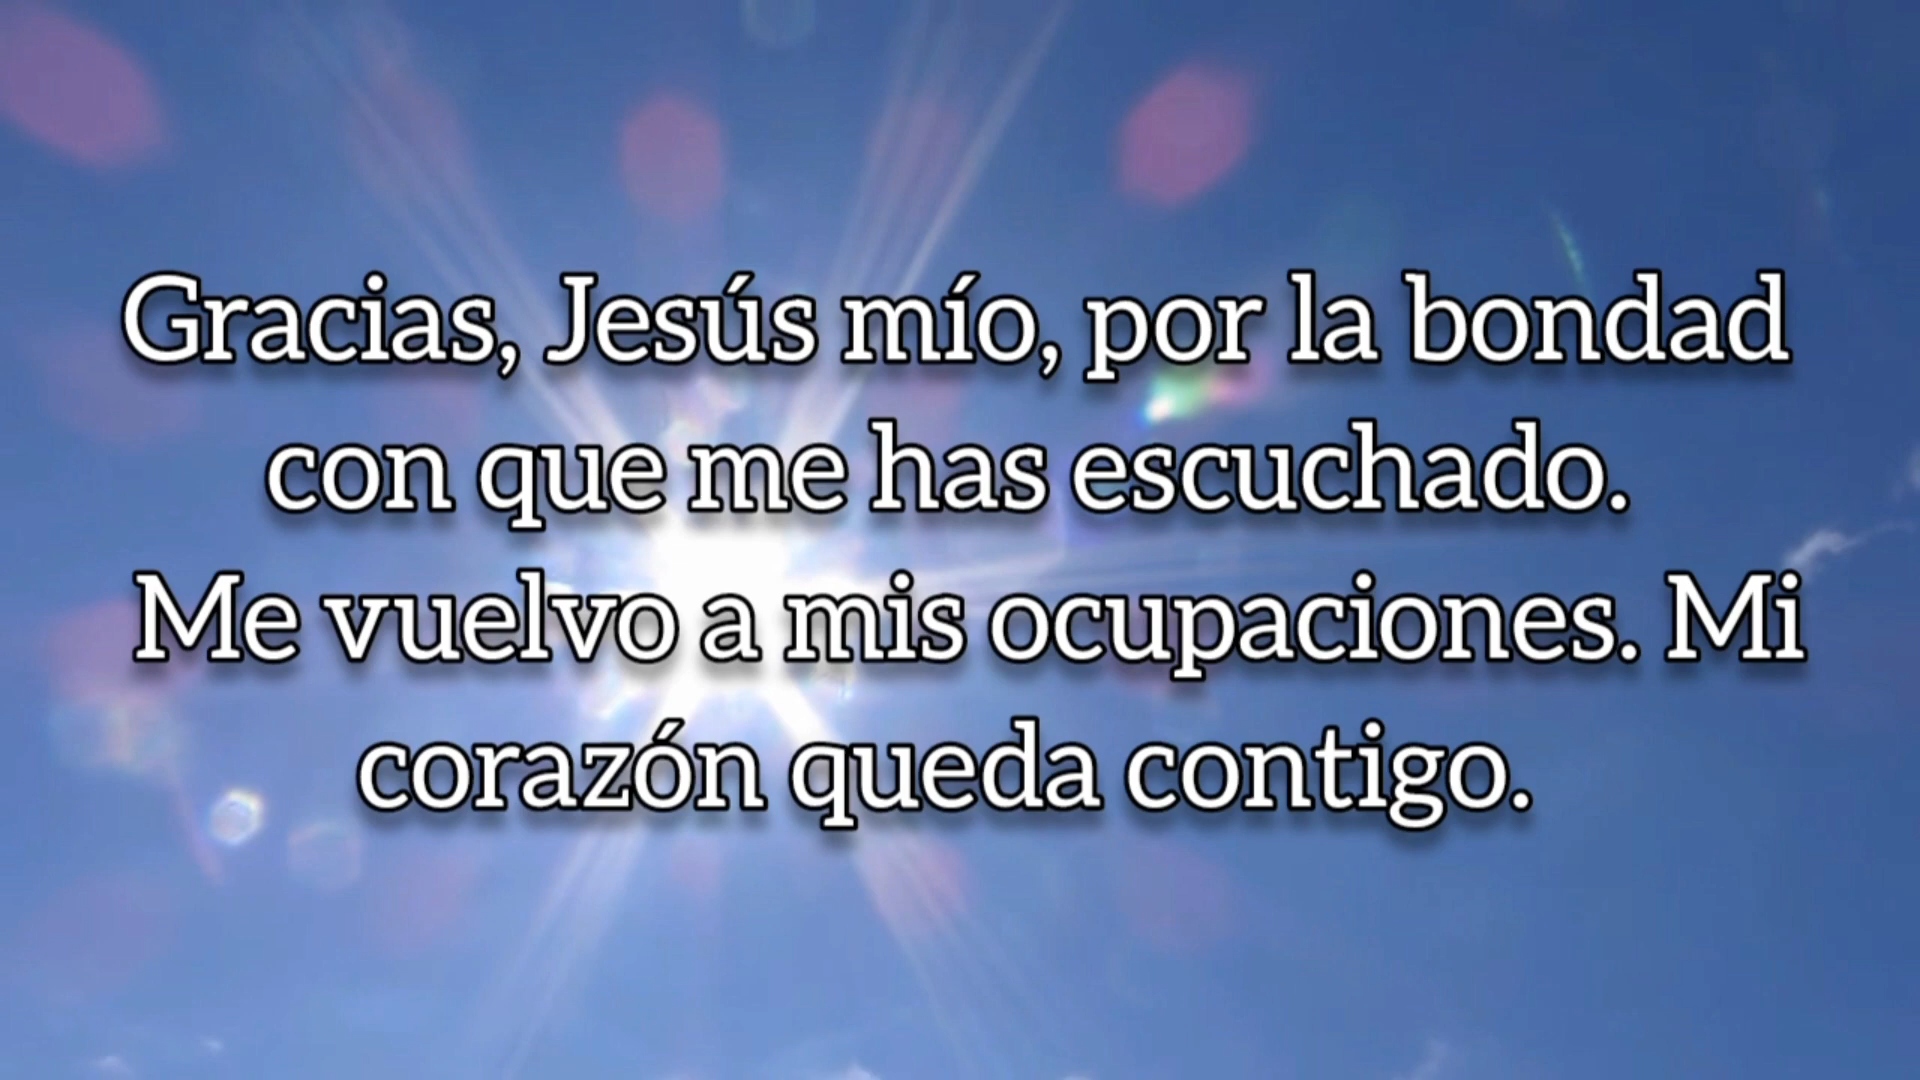 Gracias, Jesús mío, por la bondad
con que me has escuchado.
Me vuelvo a mis ocupaciones. Mi
corazón queda contigo.